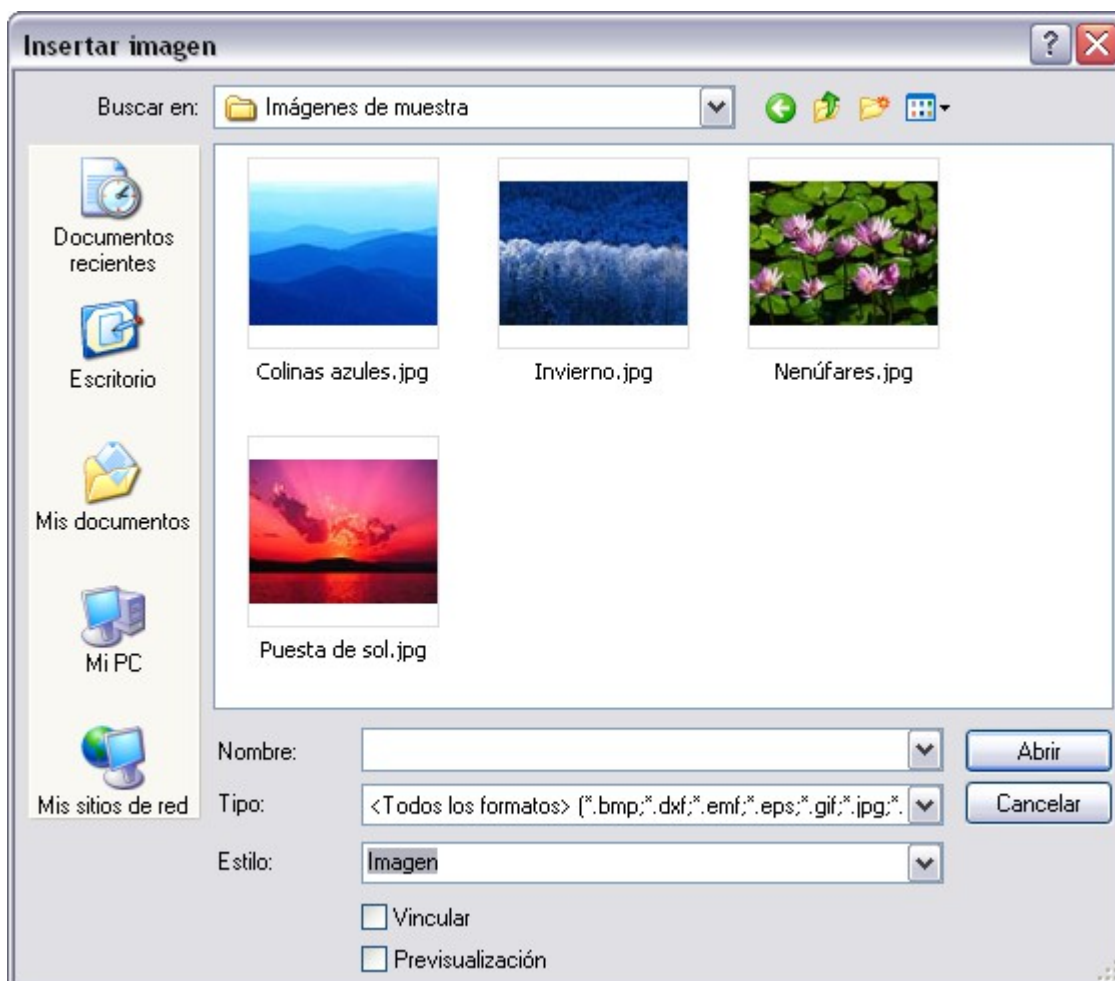 Insertar imagen
Buscar en:
Imágenes de muestra
Documentos
recientes
Escritorio
Mis documentos
Mi PC
Mis sitios de red
Colinas azules.jpg
Invierno.jpg
Nenúfares.jpg
Puesta de sol.jpg
Nombre:
Abrir
Tipo:
<Todos los formatos> (*.bmp;*.dxf;*.emf;*.eps;*.gif;*.jpg;*.
Cancelar
Estilo:
Imagen
Vincular
Previsualización